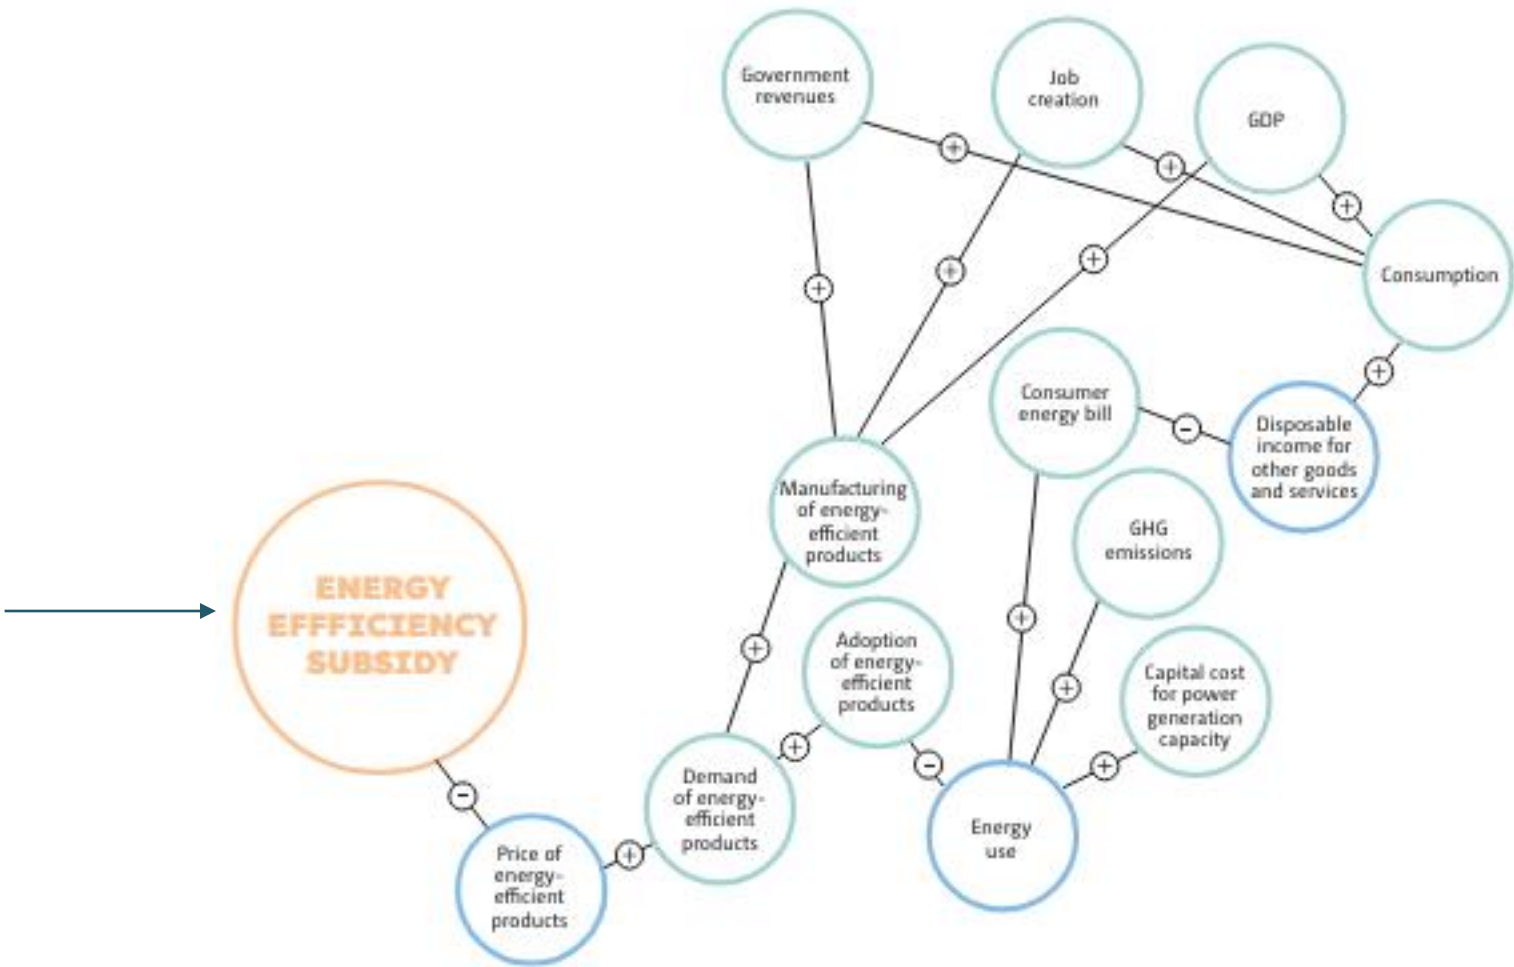 Government
revenues
Job
creation
GDP
Consumption
Consumer
energy bill
Disposable
income for
other goods
and services
Manufacturing
of energy-
efficient
products
GHG
emissions
ENERGY
EFFFICIENCY
SUBSIDY
Adoption
of energy-
efficient
products
Capital cost
for power
generation
capacity
Demand
of energy-
efficient
products
Energy
use
Price of
energy-
efficient
products
+
+
+
+
+
+
+
−
+
+
+
+
−
+
−
+